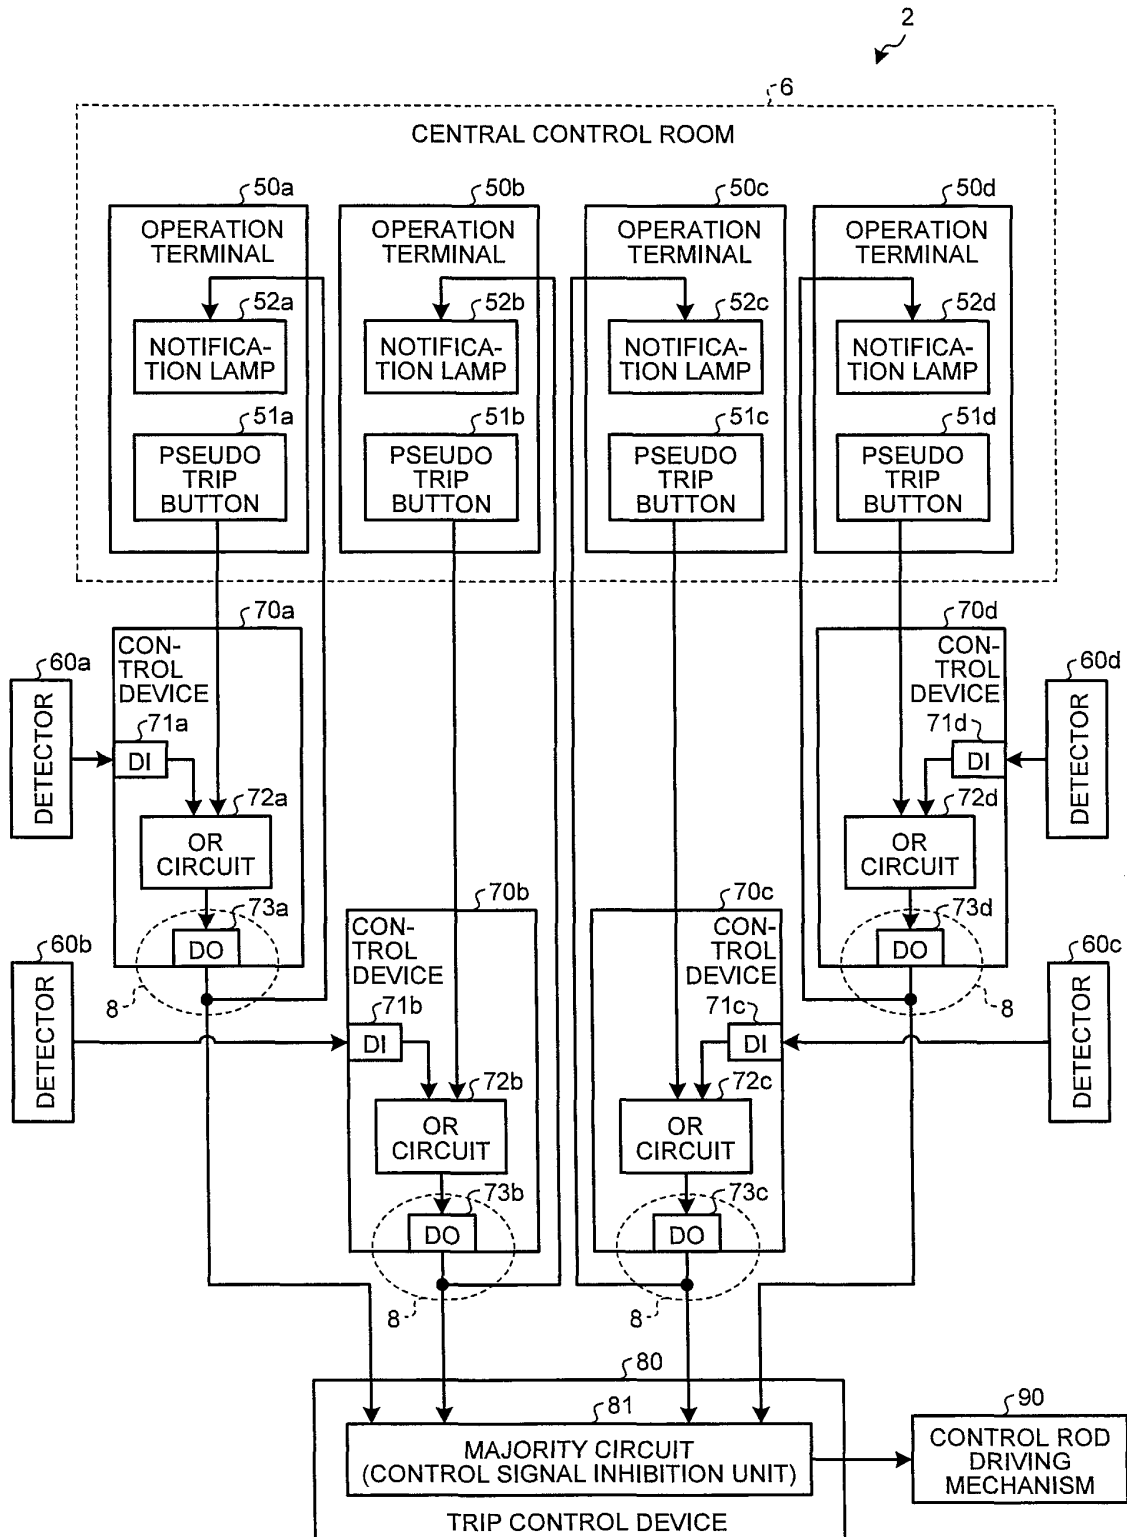 2
6
CENTRAL CONTROL ROOM
50a
50b
50c
50d
OPERATION
TERMINAL
OPERATION
TERMINAL
OPERATION
TERMINAL
OPERATION
TERMINAL
52a
52b
52c
52d
NOTIFICA-
TION LAMP
NOTIFICA-
TION LAMP
NOTIFICA-
TION LAMP
NOTIFICA-
TION LAMP
51a
51b
51c
51d
PSEUDO
TRIP
BUTTON
PSEUDO
TRIP
BUTTON
PSEUDO
TRIP
BUTTON
PSEUDO
TRIP
BUTTON
70a
70d
CON-
TROL
DEVICE
CON-
TROL
DEVICE
60a
60d
DETECTOR
DETECTOR
71a
71d
DI
DI
72a
72d
OR
CIRCUIT
OR
CIRCUIT
70b
70c
73a
73d
DO
DO
CON-
TROL
DEVICE
CON-
TROL
DEVICE
60b
60c
DETECTOR
DETECTOR
8
8
71b
71c
DI
DI
72b
72c
OR
CIRCUIT
OR
CIRCUIT
73b
73c
DO
DO
8
8
80
81
MAJORITY CIRCUIT
(CONTROL SIGNAL INHIBITION UNIT)
TRIP CONTROL DEVICE
90
CONTROL ROD
DRIVING
MECHANISM